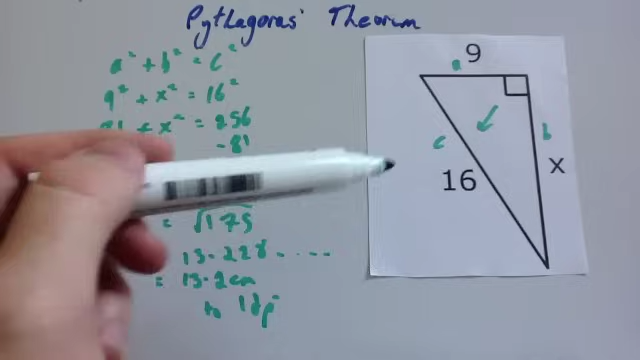 Pythagoras' Theorem
a² + b² = c²
9² + x² = 16²
+ x² = 256
-81
= √175
13.228....
= 13.2cm
to 1dp
9
a
c
b
16
x